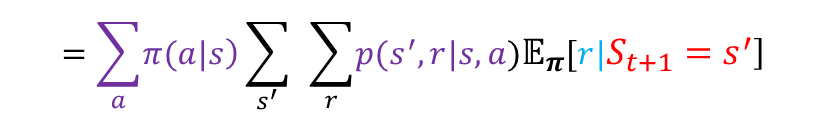 = ∑_a π(a|s) ∑_{s′} ∑_r p(s′, r|s, a)𝔼_π[r|S_{t+1} = s′]